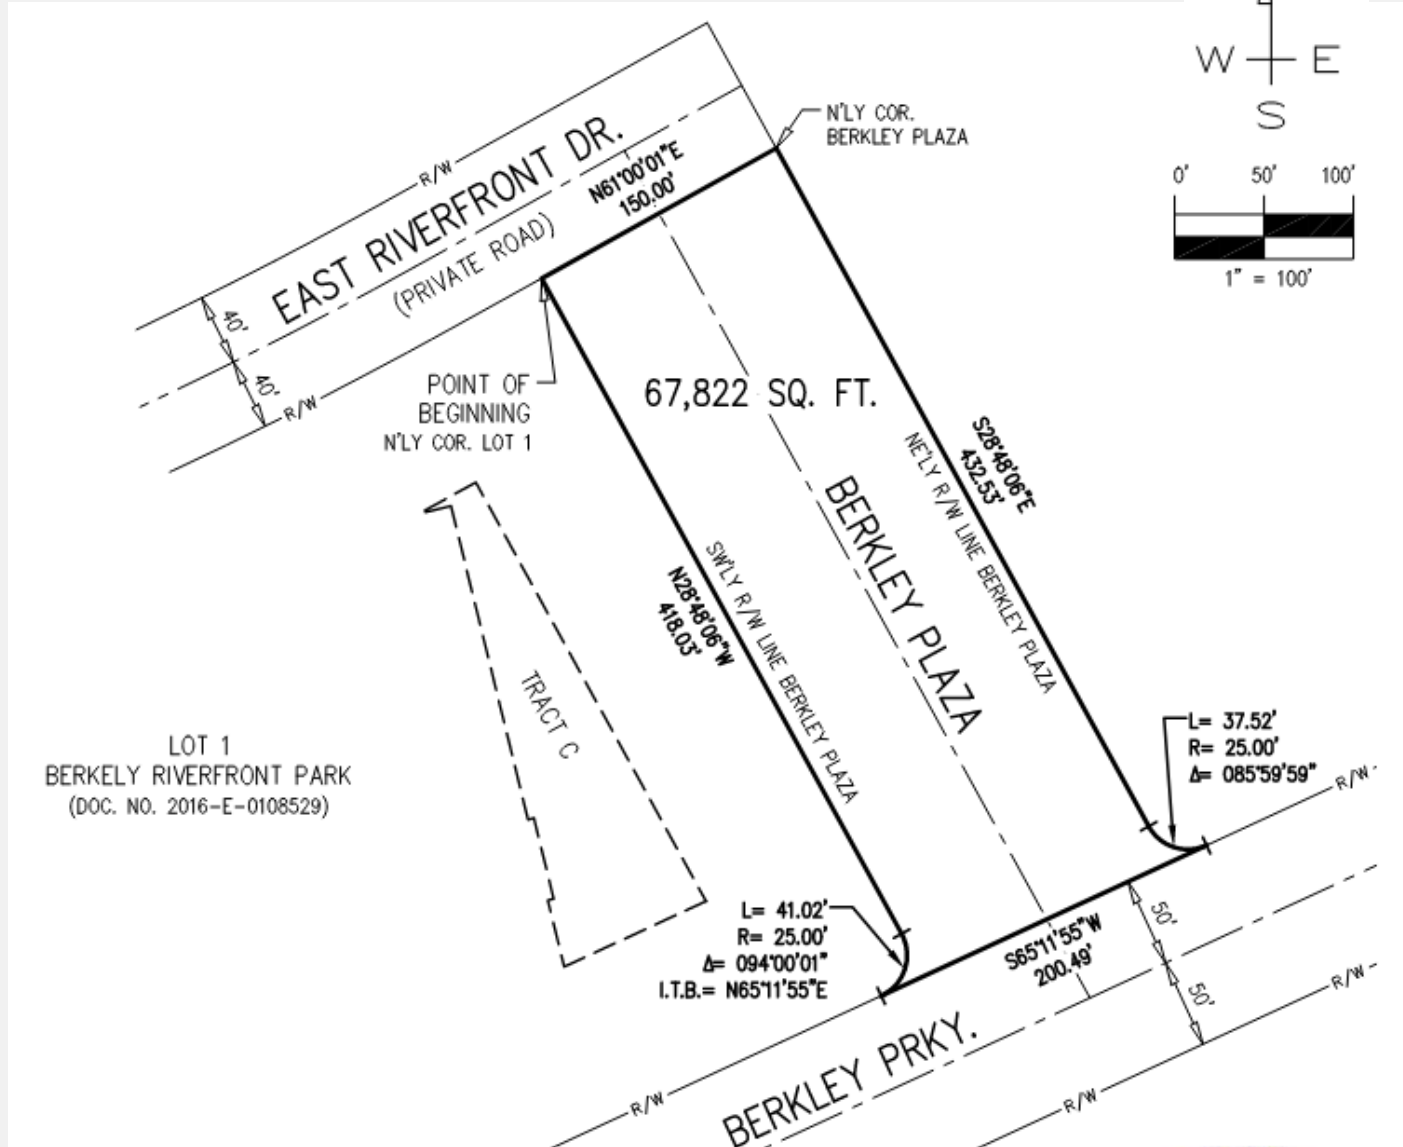 W E
S
0' 50' 100'
1" = 100'
N'LY COR.
BERKLEY PLAZA
R/W
EAST RIVERFRONT DR.
(PRIVATE ROAD)
N61°00'01"E
150.00'
40'
40'
R/W
POINT OF
BEGINNING
N'LY COR. LOT 1
67,822 SQ. FT.
S28°48'06"E
432.53'
NE'LY R/W LINE BERKLEY PLAZA
BERKLEY PLAZA
SW'LY R/W LINE BERKLEY PLAZA
N28°48'06"W
418.03'
TRACT C
LOT 1
BERKELY RIVERFRONT PARK
(DOC. NO. 2016-E-0108529)
L= 37.52'
R= 25.00'
Δ= 085°59'59"
R/W
L= 41.02'
R= 25.00'
Δ= 094°00'01"
I.T.B.= N65°11'55"E
S65°11'55"W
200.49'
50'
50'
R/W
BERKLEY PRKY.
R/W
R/W